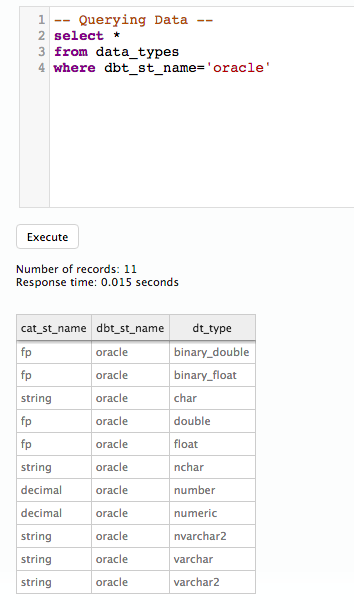 1 -- Querying Data --
2 select *
3 from data_types
4 where dbt_st_name='oracle'
Execute
Number of records: 11
Response time: 0.015 seconds
cat_st_name dbt_st_name dt_type
fp oracle binary_double
fp oracle binary_float
string oracle char
fp oracle double
fp oracle float
string oracle nchar
decimal oracle number
decimal oracle numeric
string oracle nvarchar2
string oracle varchar
string oracle varchar2